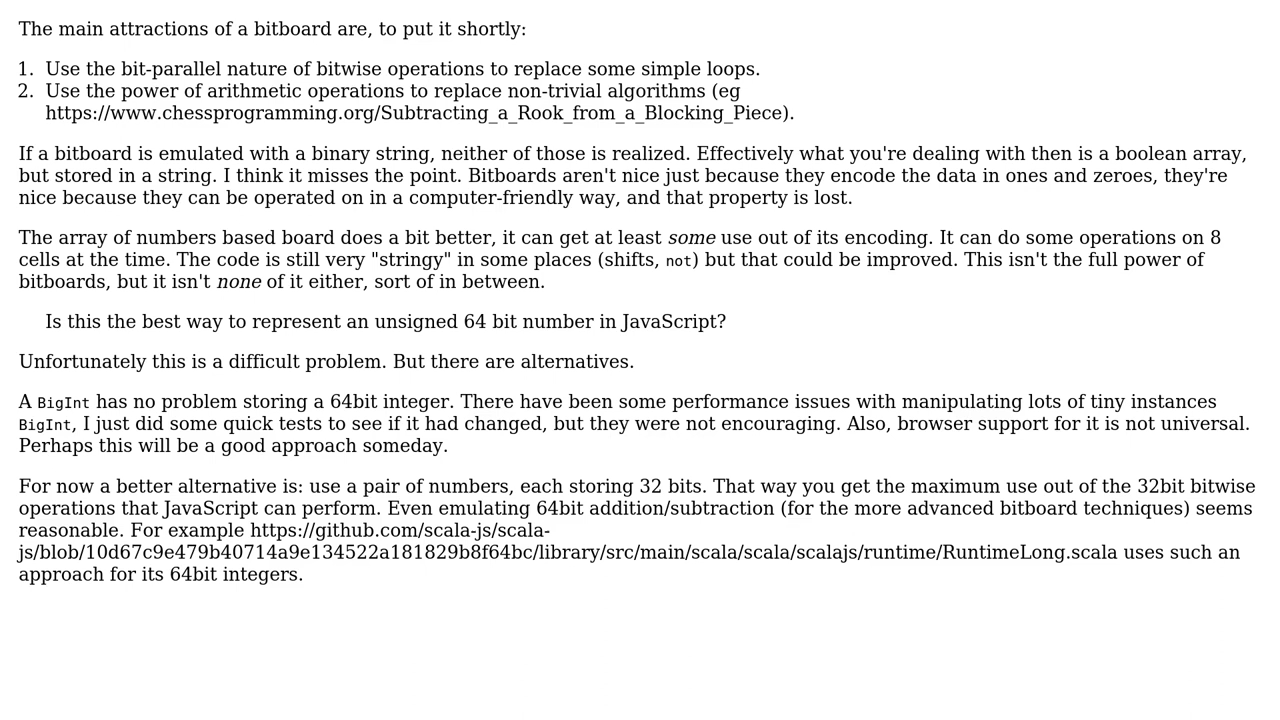 The main attractions of a bitboard are, to put it shortly:
1. Use the bit-parallel nature of bitwise operations to replace some simple loops.
2. Use the power of arithmetic operations to replace non-trivial algorithms (eg
https://www.chessprogramming.org/Subtracting_a_Rook_from_a_Blocking_Piece).
If a bitboard is emulated with a binary string, neither of those is realized. Effectively what you're dealing with then is a boolean array,
but stored in a string. I think it misses the point. Bitboards aren't nice just because they encode the data in ones and zeroes, they're
nice because they can be operated on in a computer-friendly way, and that property is lost.
The array of numbers based board does a bit better, it can get at least some use out of its encoding. It can do some operations on 8
cells at the time. The code is still very "stringy" in some places (shifts, not) but that could be improved. This isn't the full power of
bitboards, but it isn't none of it either, sort of in between.
Is this the best way to represent an unsigned 64 bit number in JavaScript?
Unfortunately this is a difficult problem. But there are alternatives.
A BigInt has no problem storing a 64bit integer. There have been some performance issues with manipulating lots of tiny instances
BigInt, I just did some quick tests to see if it had changed, but they were not encouraging. Also, browser support for it is not universal.
Perhaps this will be a good approach someday.
For now a better alternative is: use a pair of numbers, each storing 32 bits. That way you get the maximum use out of the 32bit bitwise
operations that JavaScript can perform. Even emulating 64bit addition/subtraction (for the more advanced bitboard techniques) seems
reasonable. For example https://github.com/scala-js/scala-
js/blob/10d67c9e479b40714a9e134522a181829b8f64bc/library/src/main/scala/scala/scalajs/runtime/RuntimeLong.scala uses such an
approach for its 64bit integers.